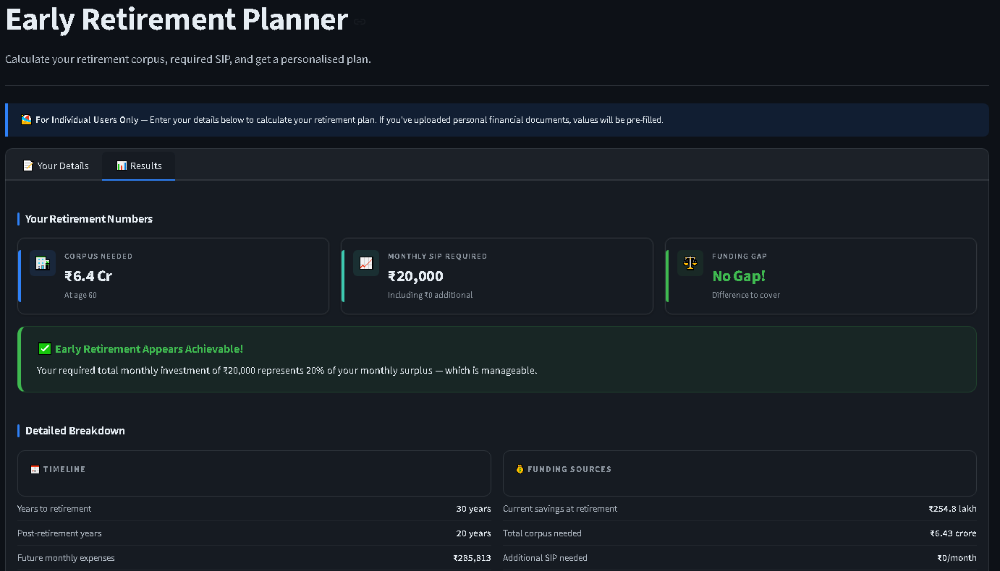 Early Retirement Planner
Calculate your retirement corpus, required SIP, and get a personalised plan.
For Individual Users Only — Enter your details below to calculate your retirement plan. If you've uploaded personal financial documents, values will be pre-filled.
Your Details
Results
Your Retirement Numbers
CORPUS NEEDED
₹6.4 Cr
At age 60
MONTHLY SIP REQUIRED
₹20,000
Including ₹0 additional
FUNDING GAP
No Gap!
Difference to cover
Early Retirement Appears Achievable!
Your required total monthly investment of ₹20,000 represents 20% of your monthly surplus — which is manageable.
Detailed Breakdown
TIMELINE
Years to retirement 30 years
Post-retirement years 20 years
Future monthly expenses ₹285,813
FUNDING SOURCES
Current savings at retirement ₹254.8 lakh
Total corpus needed ₹6.43 crore
Additional SIP needed ₹0/month